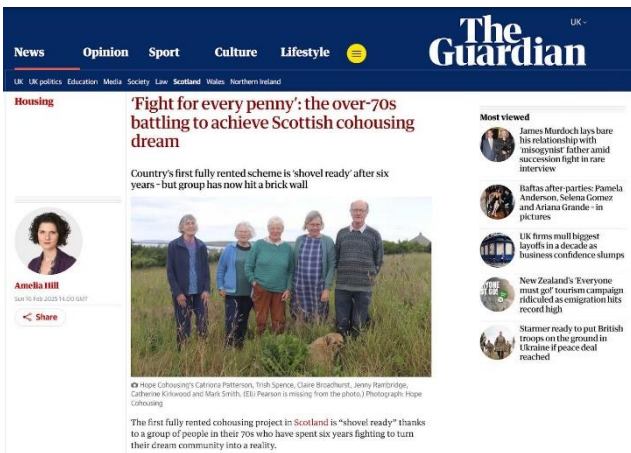 The Guardian
UK
News Opinion Sport Culture Lifestyle
UK UK politics Education Media Society Law Scotland Wales Northern Ireland
Housing
'Fight for every penny': the over-70s
battling to achieve Scottish cohousing
dream
Country's first fully rented scheme is 'shovel ready' after six
years - but group has now hit a brick wall
Amelia Hill
Sun 16 Feb 2025 14.00 GMT
Share
Hope Cohousing's Catriona Patterson, Trish Spence, Claire Broadhurst, Jenny Rambridge,
Catherine Kirkwood and Mark Smith. (Elli Pearson is missing from the photo.) Photograph: Hope
Cohousing
The first fully rented cohousing project in Scotland is “shovel ready” thanks
to a group of people in their 70s who have spent six years fighting to turn
their dream community into a reality.
Most viewed
James Murdoch lays bare
his relationship with
'misogynist' father amid
succession fight in rare
interview
Baftas after-parties: Pamela
Anderson, Selena Gomez
and Ariana Grande - in
pictures
UK firms mull biggest
layoffs in a decade as
business confidence slumps
New Zealand's 'Everyone
must go!' tourism campaign
ridiculed as emigration hits
record high
Starmer ready to put British
troops on the ground in
Ukraine if peace deal
reached